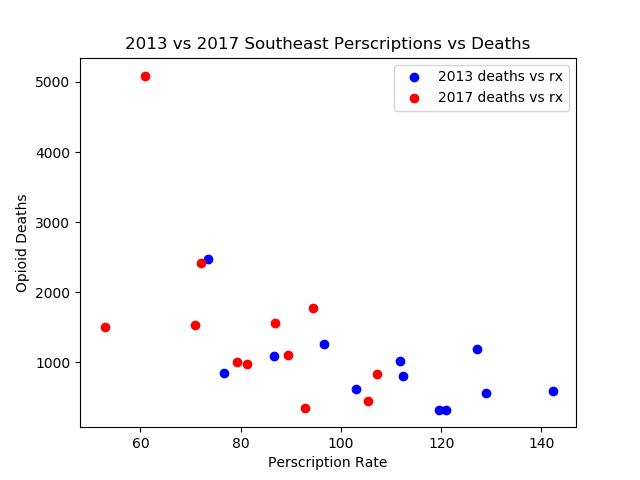 2013 vs 2017 Southeast Perscriptions vs Deaths
2013 deaths vs rx
2017 deaths vs rx
Opioid Deaths
5000
4000
3000
2000
1000
60 80 100 120 140
Perscription Rate